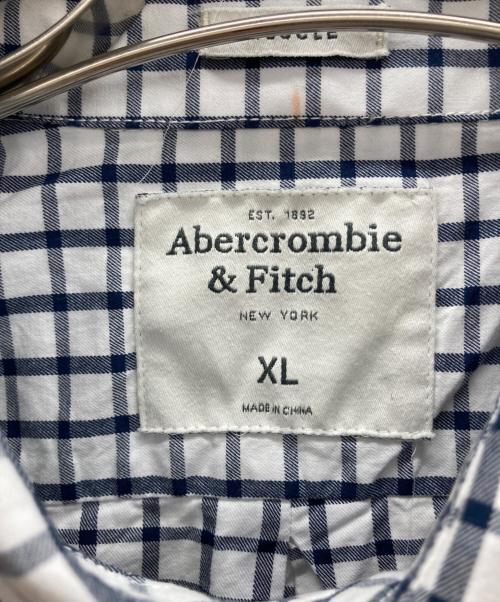 EST. 1892
Abercrombie
& Fitch
NEW YORK
XL
MADE IN CHINA